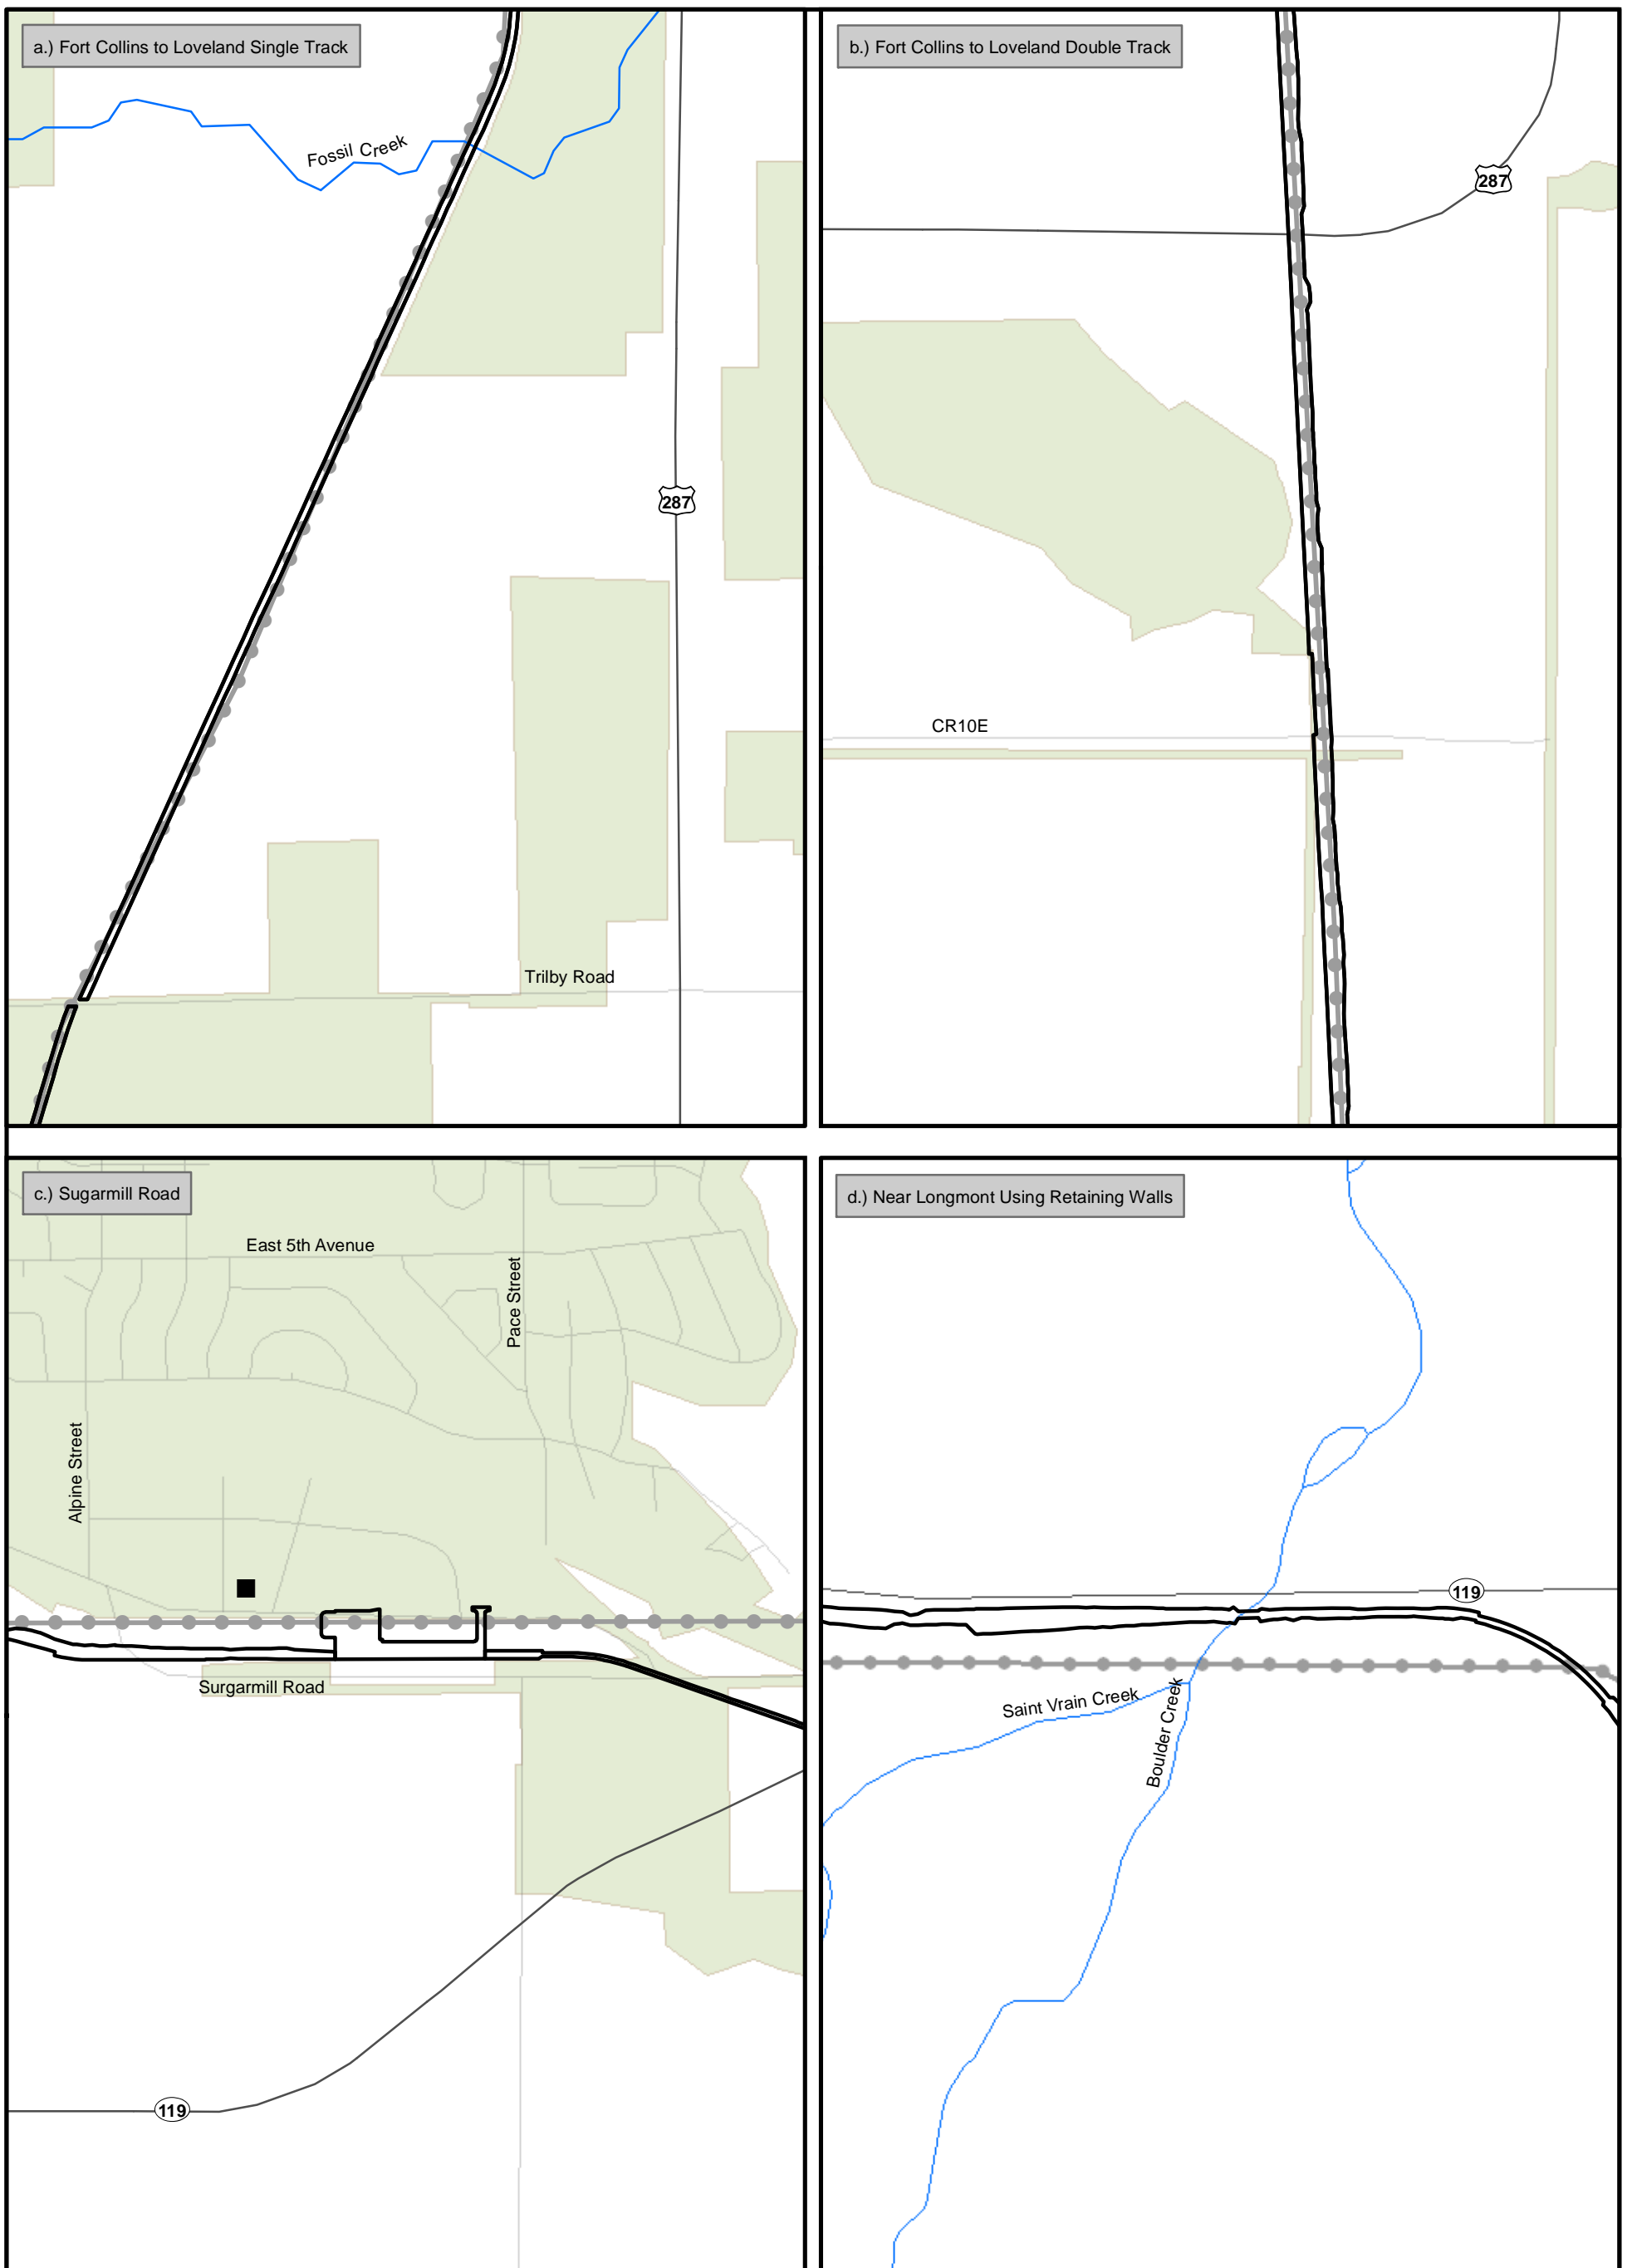 a.) Fort Collins to Loveland Single Track
Fossil Creek
287
Trilby Road
b.) Fort Collins to Loveland Double Track
287
CR10E
c.) Sugarmill Road
East 5th Avenue
Pace Street
Alpine Street
Surgarmill Road
119
d.) Near Longmont Using Retaining Walls
119
Saint Vrain Creek
Boulder Creek